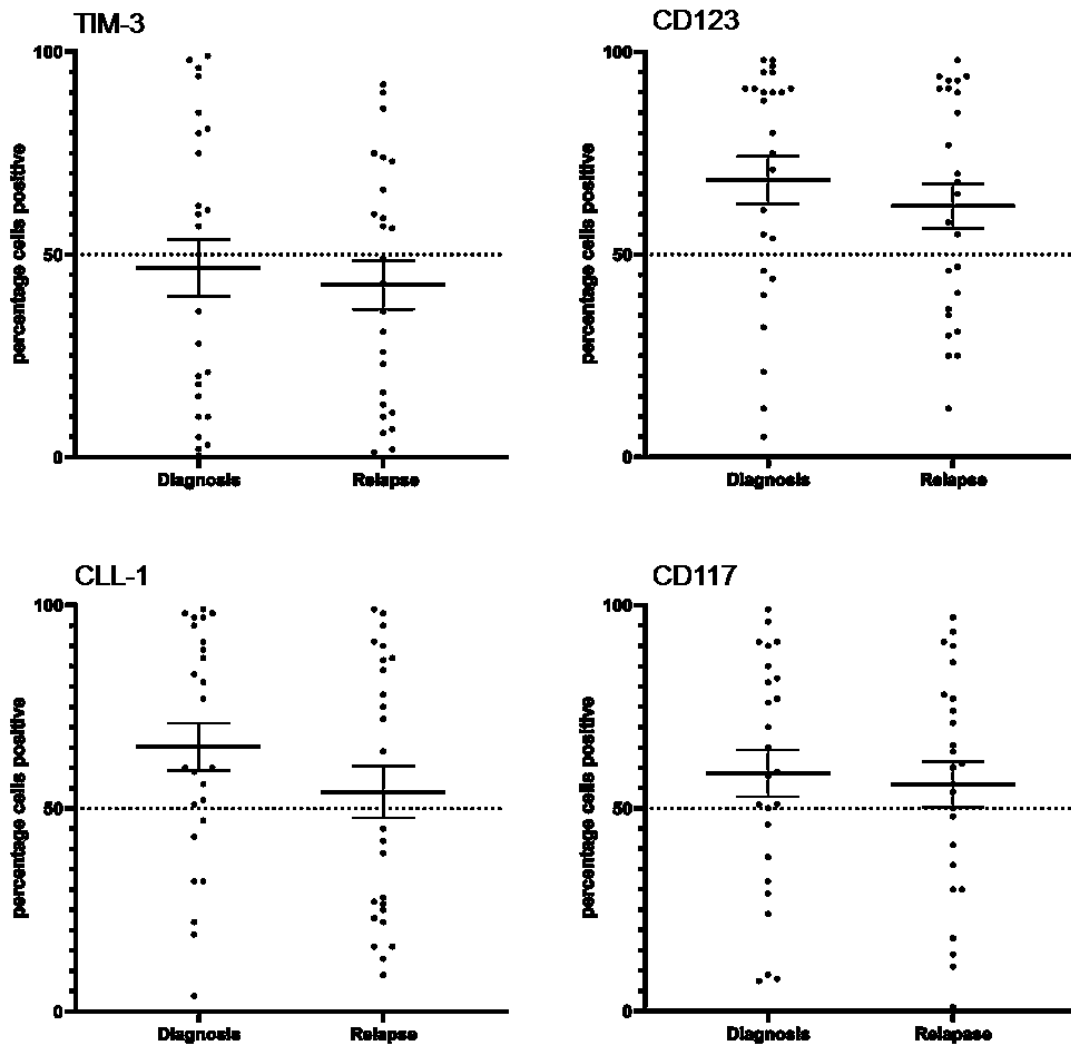 TIM-3
100
50
0
percentage cells positive
Diagnosis
Relapse
CD123
100
50
0
percentage cells positive
Diagnosis
Relapse
CLL-1
100
50
0
percentage cells positive
Diagnosis
Relapse
CD117
100
50
0
percentage cells positive
Diagnosis
Relapase